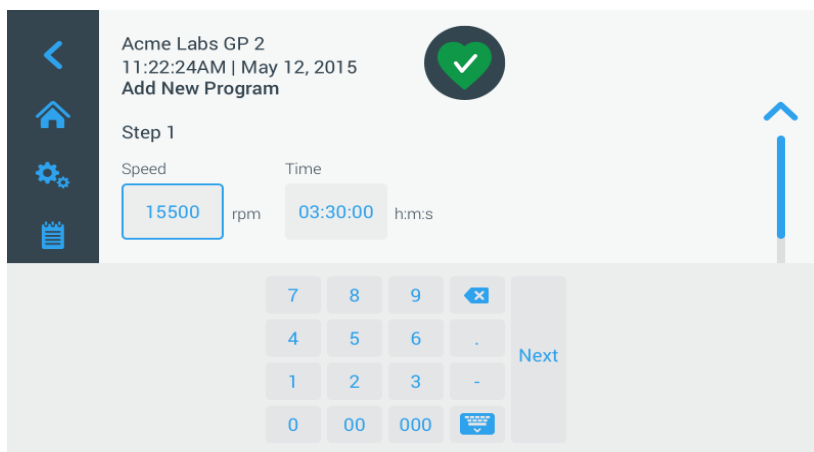 Acme Labs GP 2
11:22:24AM | May 12, 2015
Add New Program
Step 1
Speed Time
15500 rpm 03:30:00 h:m:s
7 8 9
4 5 6 .
Next
1 2 3 -
0 00 000